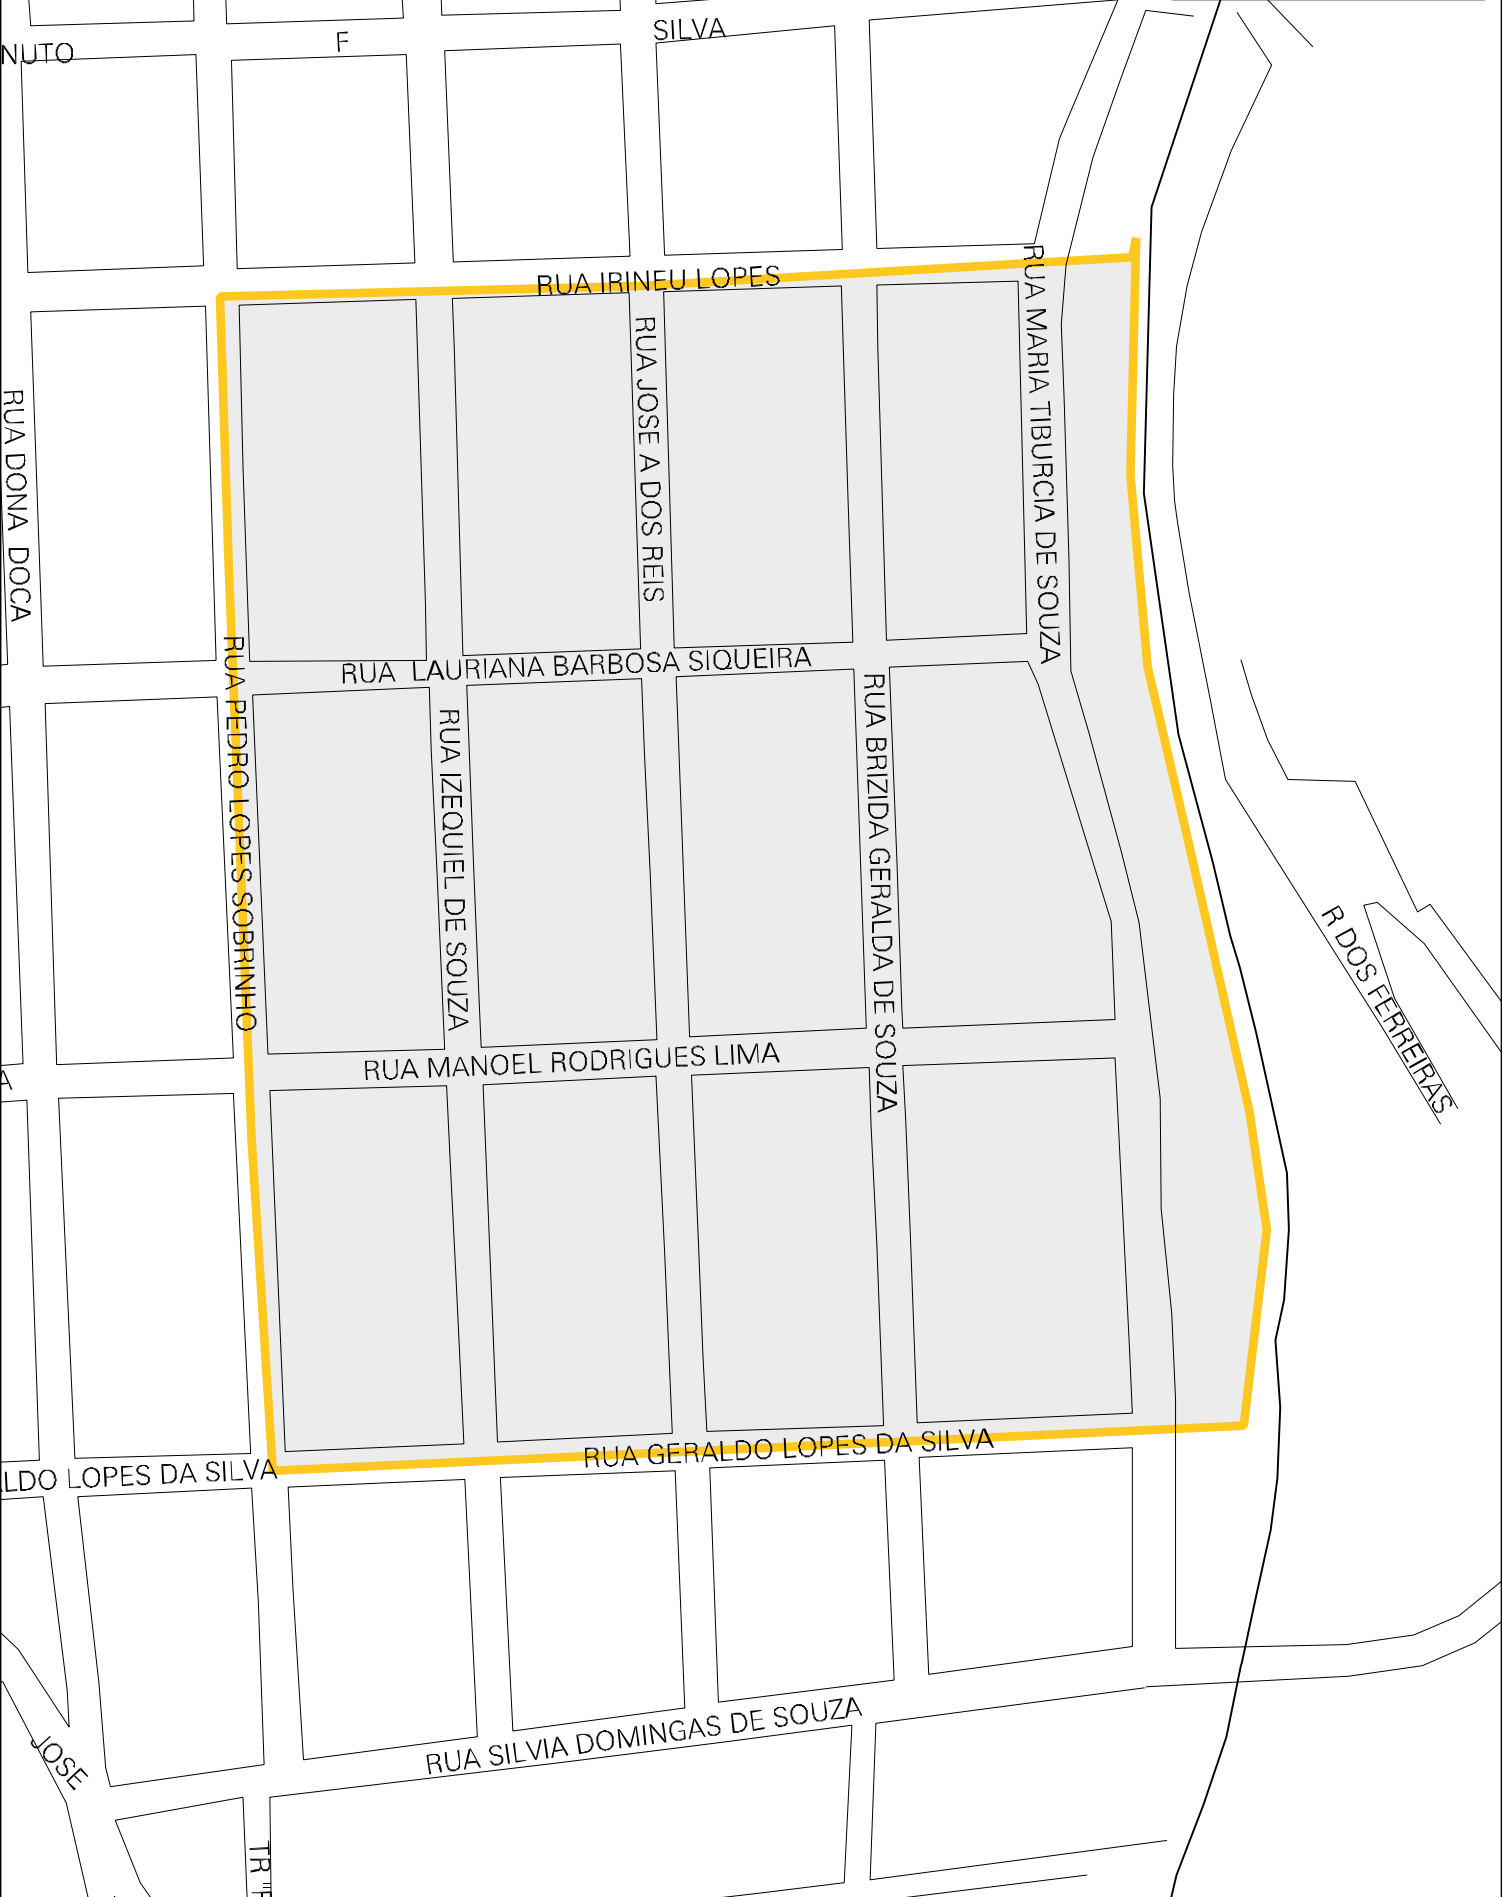 SILVA
F
NUTO
RUA IRINEU LOPES
RUA MARIA TIBURCIA DE SOUZA
RUA JOSE A DOS REIS
RUA DONA DOCA
RUA PEDRO LOPES SOBRINHO
RUA LAURIANA BARBOSA SIQUEIRA
RUA IZEQUIEL DE SOUZA
RUA BRIZIDA GERALDA DE SOUZA
R DOS FERREIRAS
RUA MANOEL RODRIGUES LIMA
A
RUA GERALDO LOPES DA SILVA
LDO LOPES DA SILVA
RUA SILVIA DOMINGAS DE SOUZA
JOSE
TR "